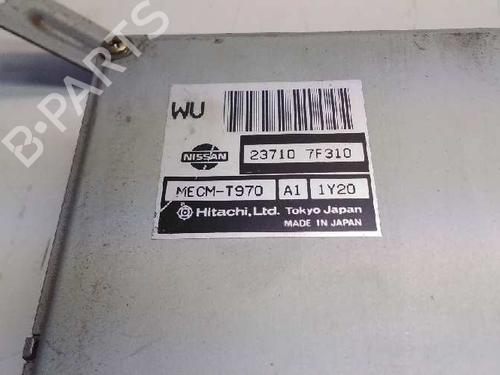 WU
NISSAN
23710 7F310
MECM-T970 A1 1Y20
Hitachi, Ltd. Tokyo Japan
MADE IN JAPAN
B-PARTS